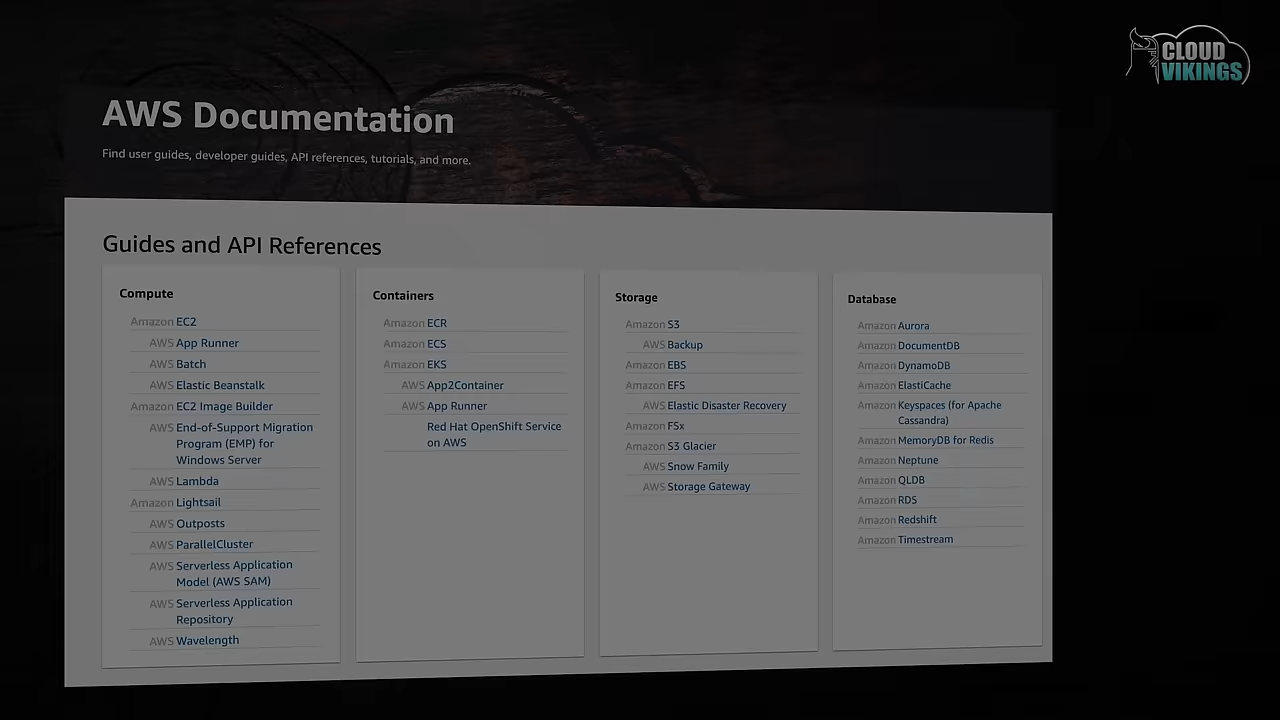 CLOUD
VIKINGS
AWS Documentation
Find user guides, developer guides, API references, tutorials, and more.
Guides and API References
Compute
Amazon EC2
AWS App Runner
AWS Batch
AWS Elastic Beanstalk
Amazon EC2 Image Builder
AWS End-of-Support Migration
Program (EMP) for
Windows Server
AWS Lambda
Amazon Lightsail
AWS Outposts
AWS ParallelCluster
AWS Serverless Application
Model (AWS SAM)
AWS Serverless Application
Repository
AWS Wavelength
Containers
Amazon ECR
Amazon ECS
Amazon EKS
AWS App2Container
AWS App Runner
Red Hat OpenShift Service
on AWS
Storage
Amazon S3
AWS Backup
Amazon EBS
Amazon EFS
AWS Elastic Disaster Recovery
Amazon FSx
Amazon S3 Glacier
AWS Snow Family
AWS Storage Gateway
Database
Amazon Aurora
Amazon DocumentDB
Amazon DynamoDB
Amazon ElastiCache
Amazon Keyspaces (for Apache
Cassandra)
Amazon MemoryDB for Redis
Amazon Neptune
Amazon QLDB
Amazon RDS
Amazon Redshift
Amazon Timestream